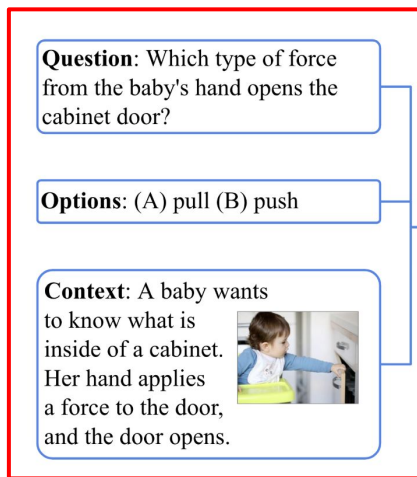 Question: Which type of force
from the baby's hand opens the
cabinet door?
Options: (A) pull (B) push
Context: A baby wants
to know what is
inside of a cabinet.
Her hand applies
a force to the door,
and the door opens.